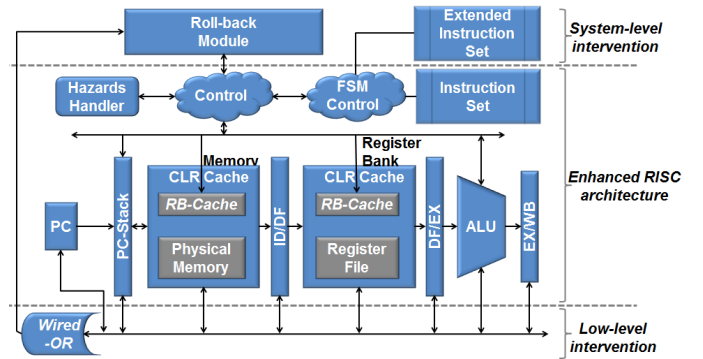 Roll-back
Module
Extended
Instruction
Set
System-level
intervention
Hazards
Handler
Control
FSM
Control
Instruction
Set
Enhanced RISC
architecture
Memory
CLR Cache
RB-Cache
Physical
Memory
Register
Bank
CLR Cache
RB-Cache
Register
File
PC
PC-Stack
ID/DF
DF/EX
ALU
EX/WB
Wired
-OR
Low-level
intervention